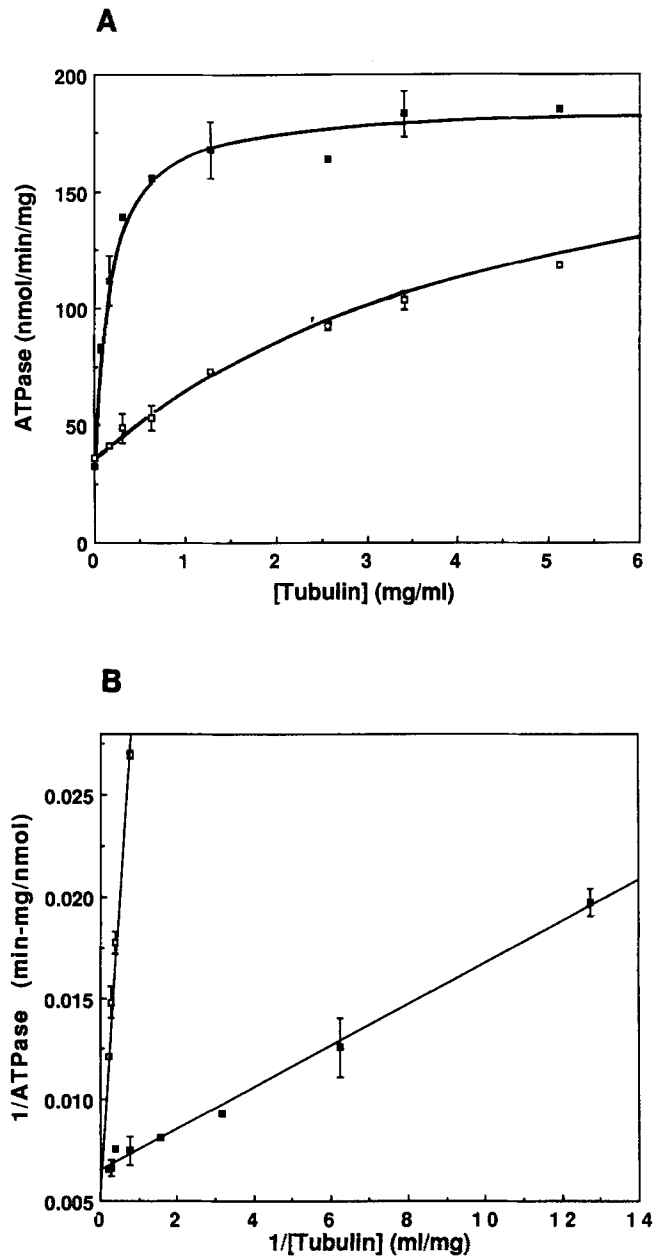 A
200
150
100
50
0
ATPase (nmol/min/mg)
0 1 2 3 4 5 6
[Tubulin] (mg/ml)
B
0.025
0.020
0.015
0.010
0.005
1/ATPase (min-mg/nmol)
0 2 4 6 8 10 12 14
1/[Tubulin] (ml/mg)